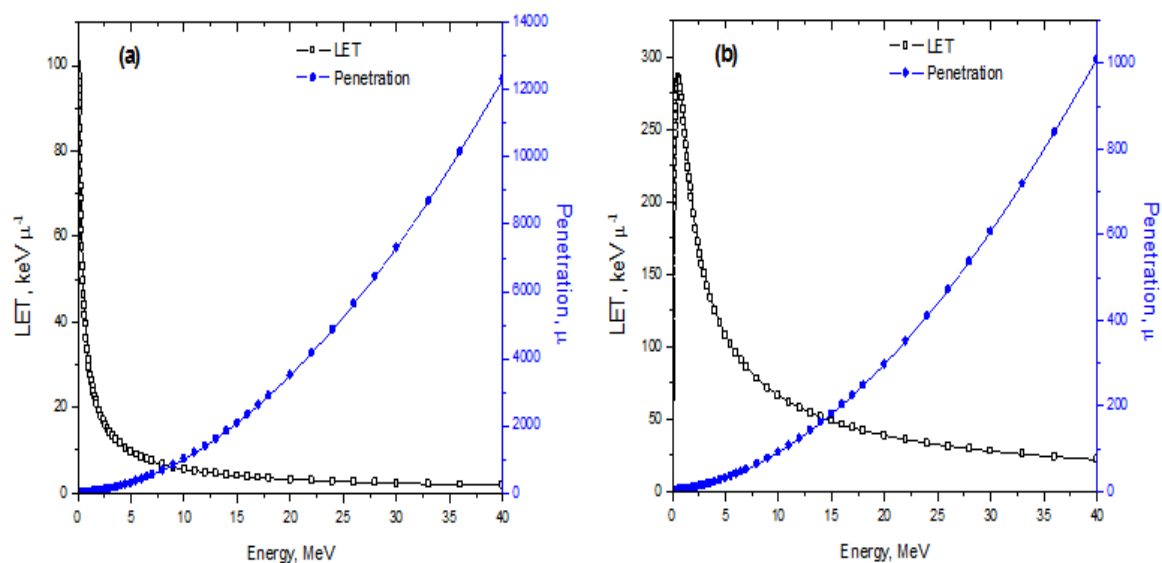 (a)
LET
Penetration
LET, keV μ⁻¹
100
80
60
40
20
0
14000
12000
10000
8000
6000
4000
2000
0
Penetration, μ
0 5 10 15 20 25 30 35 40
Energy, MeV
(b)
LET
Penetration
LET, keV μ⁻¹
300
250
200
150
100
50
0
1000
800
600
400
200
0
Penetration, μ
0 5 10 15 20 25 30 35 40
Energy, MeV